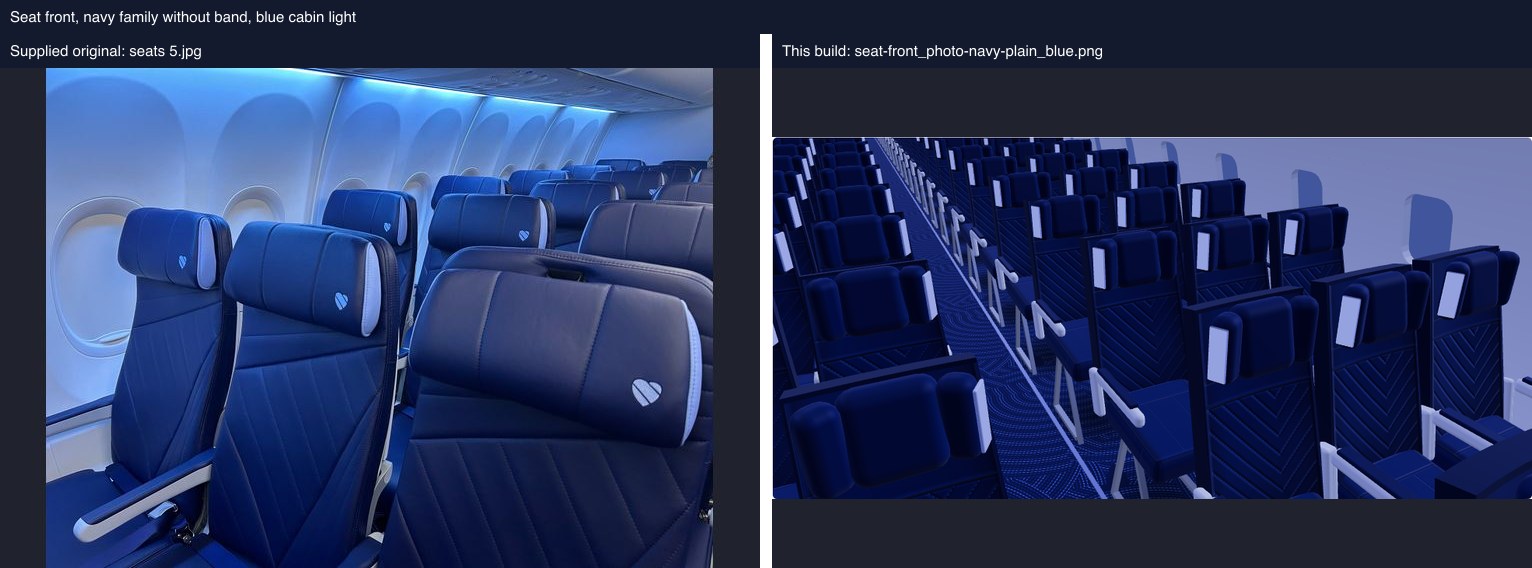 Seat front, navy family without band, blue cabin light
Supplied original: seats 5.jpg
This build: seat-front_photo-navy-plain_blue.png